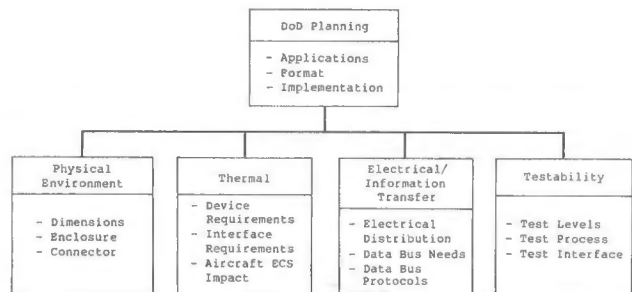 DoD Planning
- Applications
- Format
- Implementation
Physical
Environment
- Dimensions
- Enclosure
- Connector
Thermal
- Device
Requirements
- Interface
Requirements
- Aircraft ECS
Impact
Electrical/
Information
Transfer
- Electrical
Distribution
- Data Bus Needs
- Data Bus
Protocols
Testability
- Test Levels
- Test Process
- Test Interface